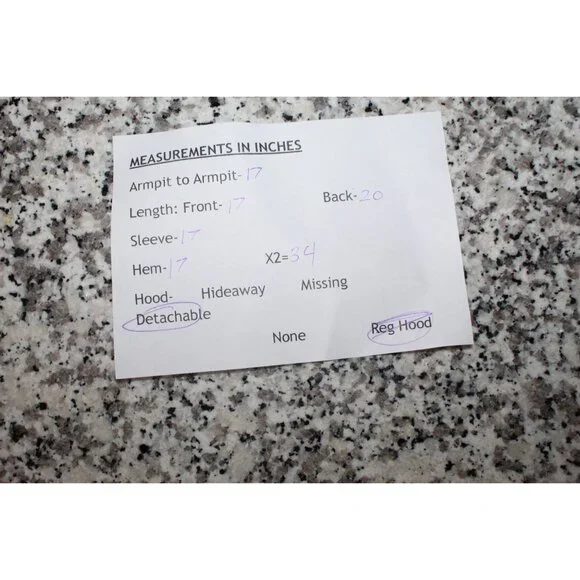 MEASUREMENTS IN INCHES
Armpit to Armpit- 17
Length: Front- 17 Back- 20
Sleeve- 17
Hem- 17 X2= 34
Hood- Hideaway Missing
Detachable
None Reg Hood